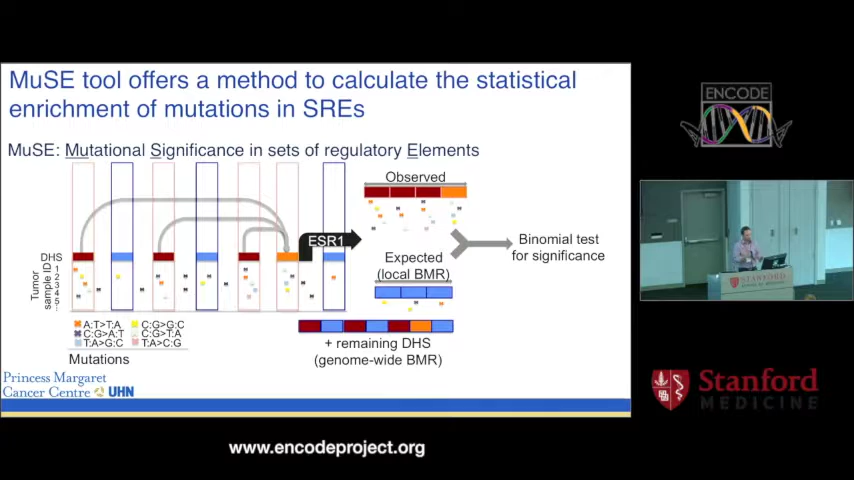 MuSE tool offers a method to calculate the statistical
enrichment of mutations in SREs
MuSE: Mutational Significance in sets of regulatory Elements
Observed
ESR1
DHS
Tumor
sample ID
1
2
3
4
5
Expected
(local BMR)
Binomial test
for significance
A:T>T:A
C:G>G:C
C:G>A:T
C:G>T:A
T:A>G:C
T:A>C:G
Mutations
+ remaining DHS
(genome-wide BMR)
Princess Margaret
Cancer Centre
UHN
ENCODE
STANFORD
Stanford
MEDICINE
www.encodeproject.org